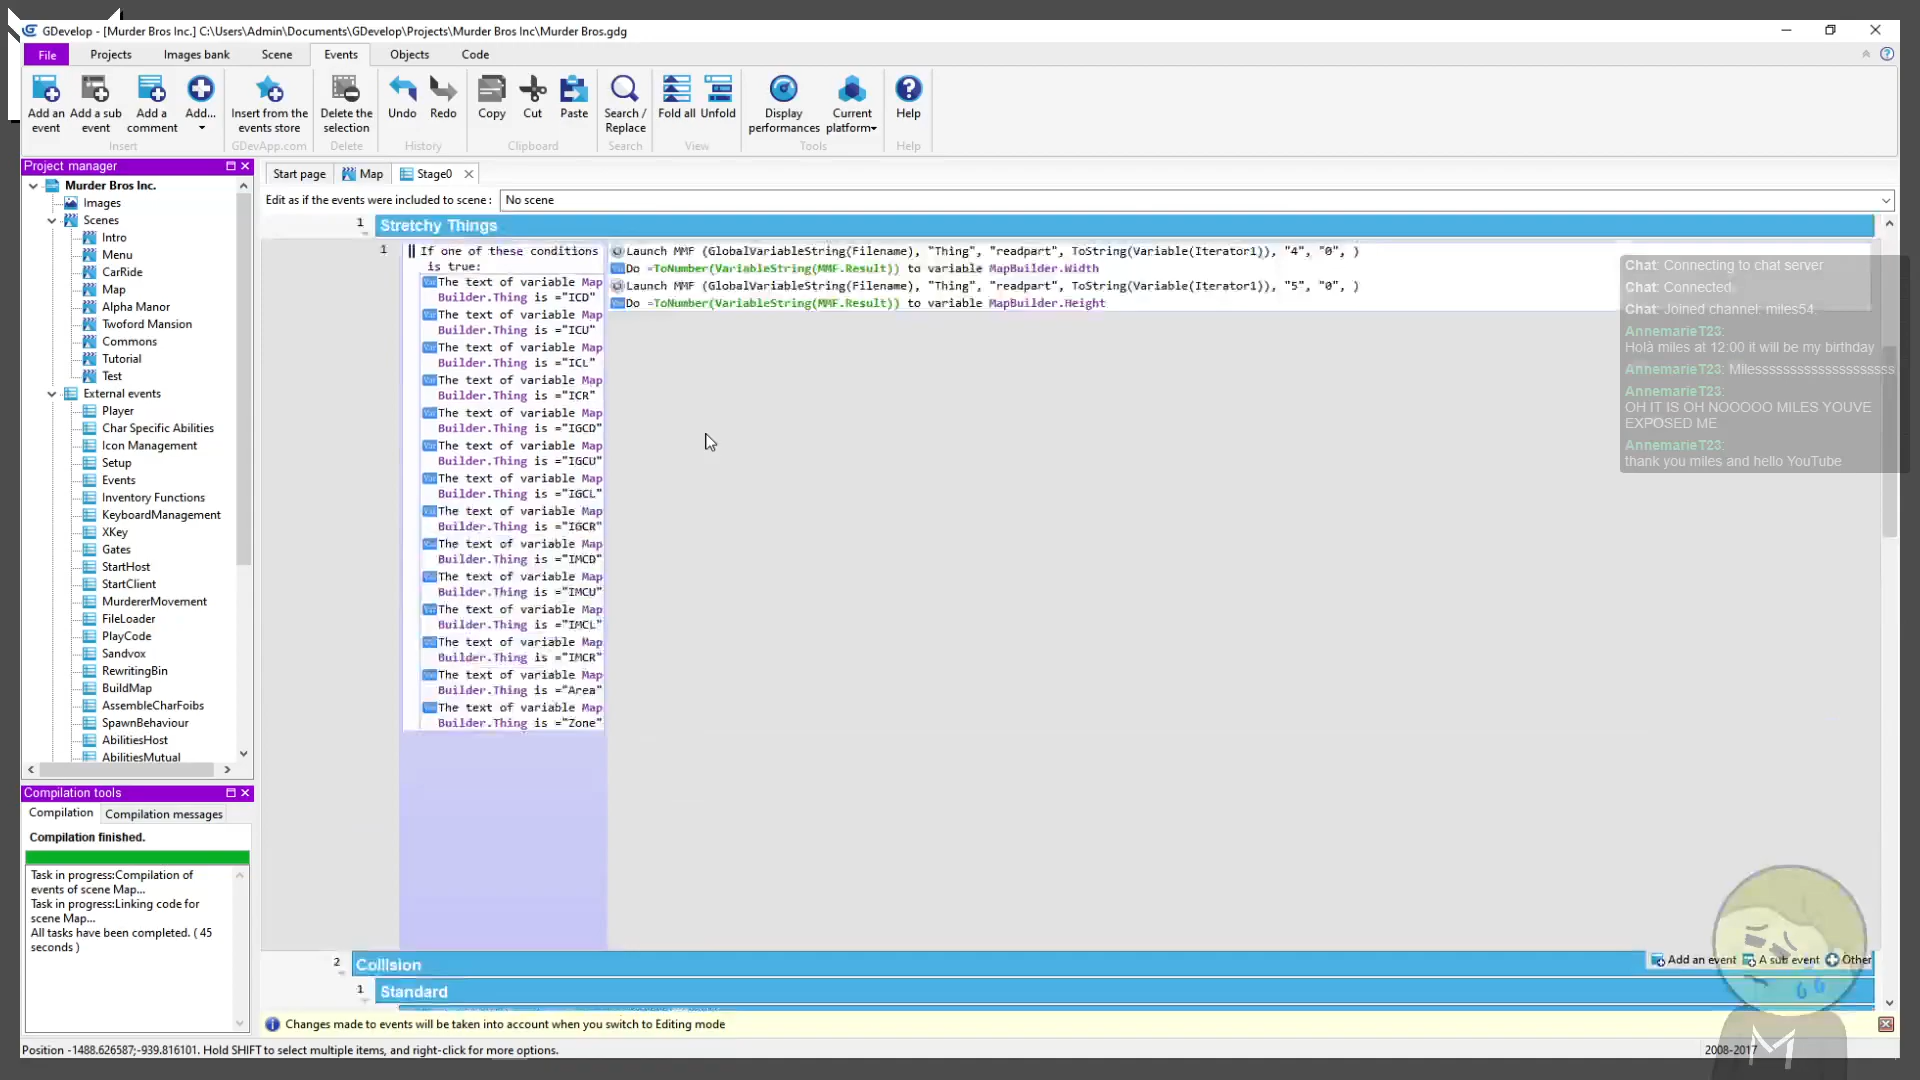 GDevelop - [Murder Bros Inc.] C:\Users\Admin\Documents\GDevelop\Projects\Murder Bros Inc\Murder Bros.gdg
File Projects Images bank Scene Events Objects Code
Add an event
Add a sub event
Add a comment
Add...
Insert from the events store
Delete the selection
Undo
Redo
Copy
Cut
Paste
Search / Replace
Fold all
Unfold
Display performances
Current platform
Help
Insert
GDevApp.com
Delete
History
Clipboard
Search
View
Tools
Help
Project manager
Murder Bros Inc.
Images
Scenes
Intro
Menu
CarRide
Map
Alpha Manor
Twoford Mansion
Commons
Tutorial
Test
External events
Player
Char Specific Abilities
Icon Management
Setup
Events
Inventory Functions
KeyboardManagement
XKey
Gates
StartHost
StartClient
MurdererMovement
FileLoader
PlayCode
Sandvox
RewritingBin
BuildMap
AssembleCharFoibs
SpawnBehaviour
AbilitiesHost
AbilitiesMutual
Compilation tools
Compilation
Compilation messages
Compilation finished.
Task in progress:Compilation of
events of scene Map...
Task in progress:Linking code for
scene Map...
All tasks have been completed. ( 45
seconds )
Start page
Map
Stage0
Edit as if the events were included to scene :
No scene
1
Stretchy Things
1
If one of these conditions
is true:
The text of variable Map
Builder.Thing is ="ICD"
The text of variable Map
Builder.Thing is ="ICU"
The text of variable Map
Builder.Thing is ="ICL"
The text of variable Map
Builder.Thing is ="ICR"
The text of variable Map
Builder.Thing is ="IGCD"
The text of variable Map
Builder.Thing is ="IGCU"
The text of variable Map
Builder.Thing is ="IGCL"
The text of variable Map
Builder.Thing is ="IGCR"
The text of variable Map
Builder.Thing is ="IMCD"
The text of variable Map
Builder.Thing is ="IMCU"
The text of variable Map
Builder.Thing is ="IMCL"
The text of variable Map
Builder.Thing is ="IMCR"
The text of variable Map
Builder.Thing is ="Area"
The text of variable Map
Builder.Thing is ="Zone"
Launch MMF (GlobalVariableString(Filename), "Thing", "readpart", ToString(Variable(Iterator1)), "4", "0", )
Do =ToNumber(VariableString(MMF.Result)) to variable MapBuilder.Width
Launch MMF (GlobalVariableString(Filename), "Thing", "readpart", ToString(Variable(Iterator1)), "5", "0", )
Do =ToNumber(VariableString(MMF.Result)) to variable MapBuilder.Height
Chat: Connecting to chat server
Chat: Connected
Chat: Joined channel: miles54.
AnnemarieT23:
Holà miles at 12:00 it will be my birthday
AnnemarieT23: Milesssssssssssssssssss
AnnemarieT23:
OH IT IS OH NOOOOO MILES YOUVE
EXPOSED ME
AnnemarieT23:
thank you miles and hello YouTube
2
Collision
Add an event A sub event Other
1
Standard
Changes made to events will be taken into account when you switch to Editing mode
Position -1488.626587;-939.816101. Hold SHIFT to select multiple items, and right-click for more options.
2008-2017